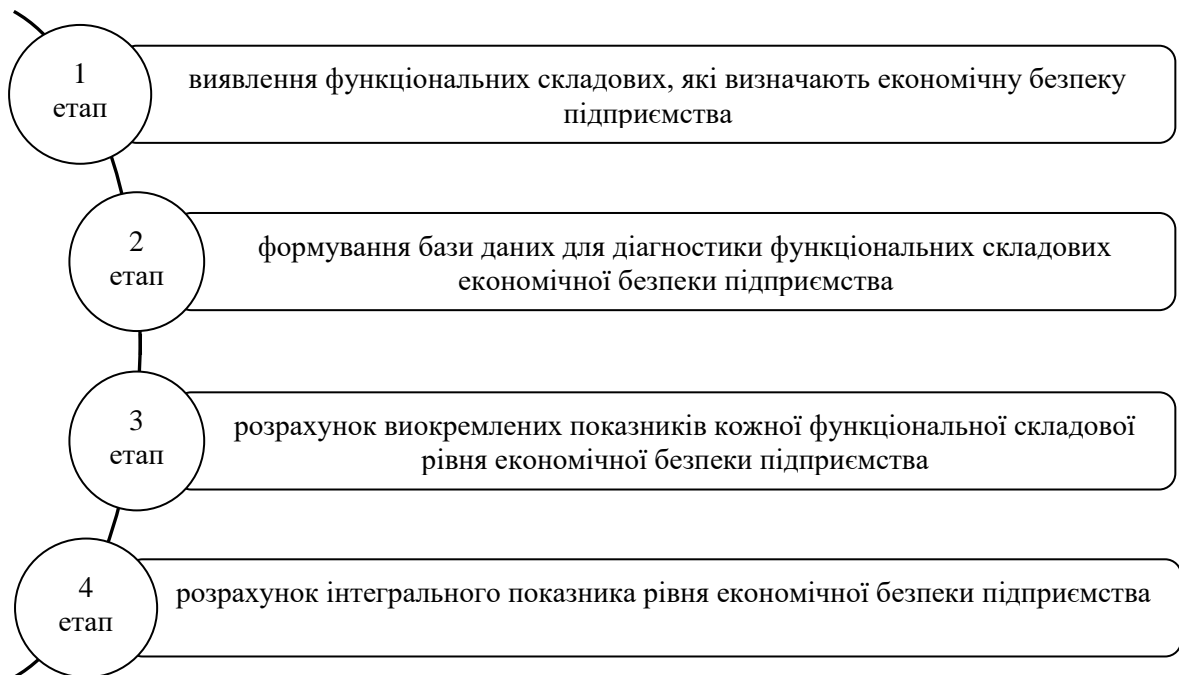 1
етап
виявлення функціональних складових, які визначають економічну безпеку
підприємства
2
етап
формування бази даних для діагностики функціональних складових
економічної безпеки підприємства
3
етап
розрахунок виокремлених показників кожної функціональної складової
рівня економічної безпеки підприємства
4
етап
розрахунок інтегрального показника рівня економічної безпеки підприємства